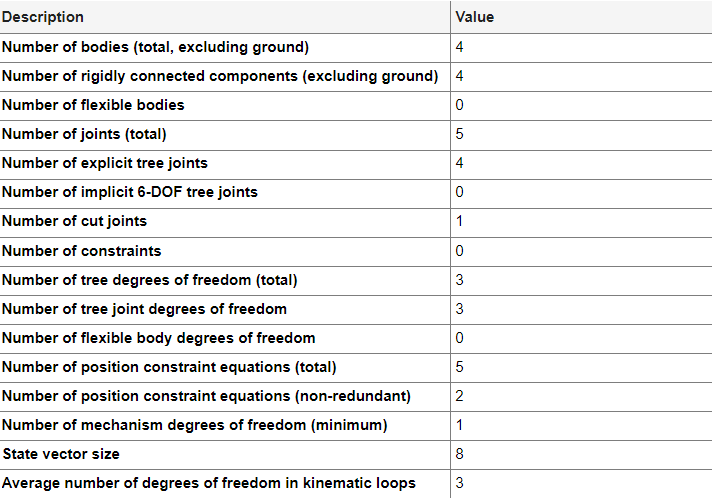 Description Value
Number of bodies (total, excluding ground) 4
Number of rigidly connected components (excluding ground) 4
Number of flexible bodies 0
Number of joints (total) 5
Number of explicit tree joints 4
Number of implicit 6-DOF tree joints 0
Number of cut joints 1
Number of constraints 0
Number of tree degrees of freedom (total) 3
Number of tree joint degrees of freedom 3
Number of flexible body degrees of freedom 0
Number of position constraint equations (total) 5
Number of position constraint equations (non-redundant) 2
Number of mechanism degrees of freedom (minimum) 1
State vector size 8
Average number of degrees of freedom in kinematic loops 3